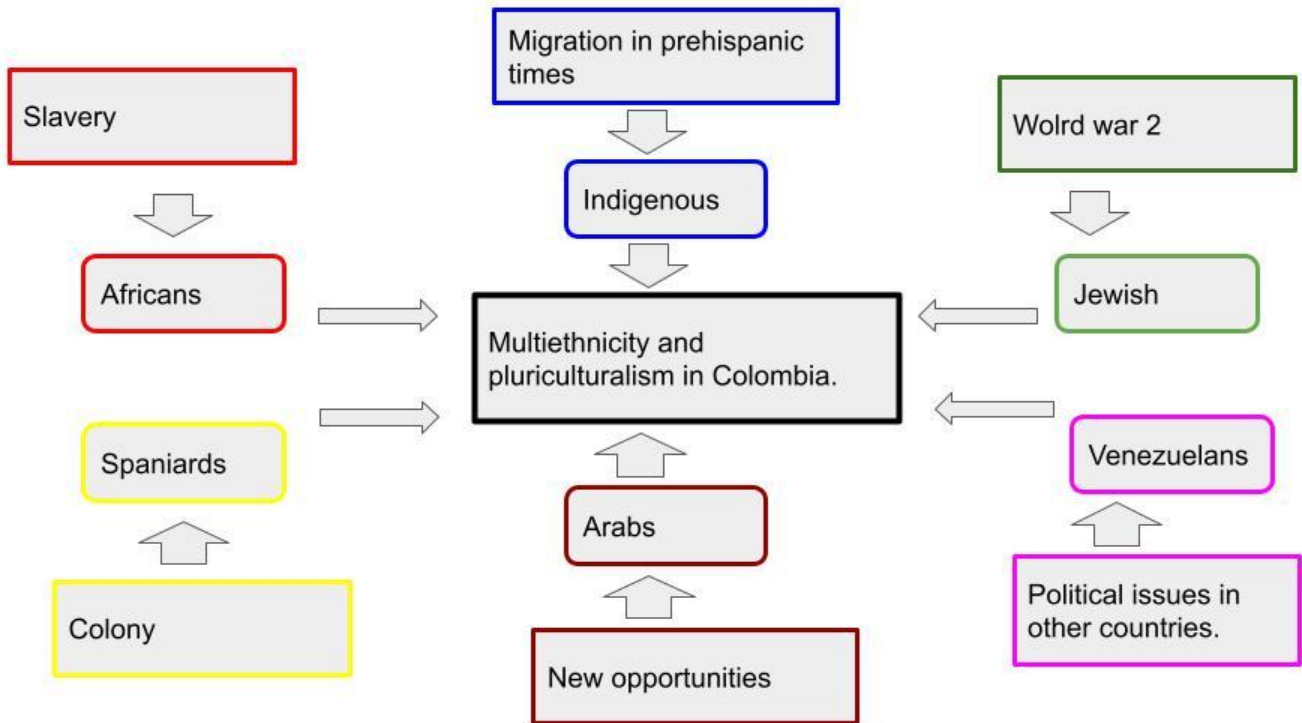 Migration in prehispanic
times
Slavery
Wolrd war 2
Indigenous
Africans
Jewish
Multiethnicity and
pluriculturalism in Colombia.
Spaniards
Venezuelans
Arabs
Colony
Political issues in
other countries.
New opportunities